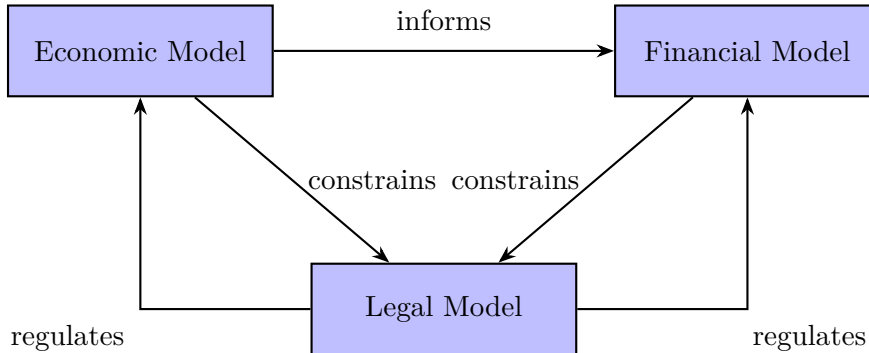 informs
Economic Model
Financial Model
constrains
constrains
Legal Model
regulates
regulates